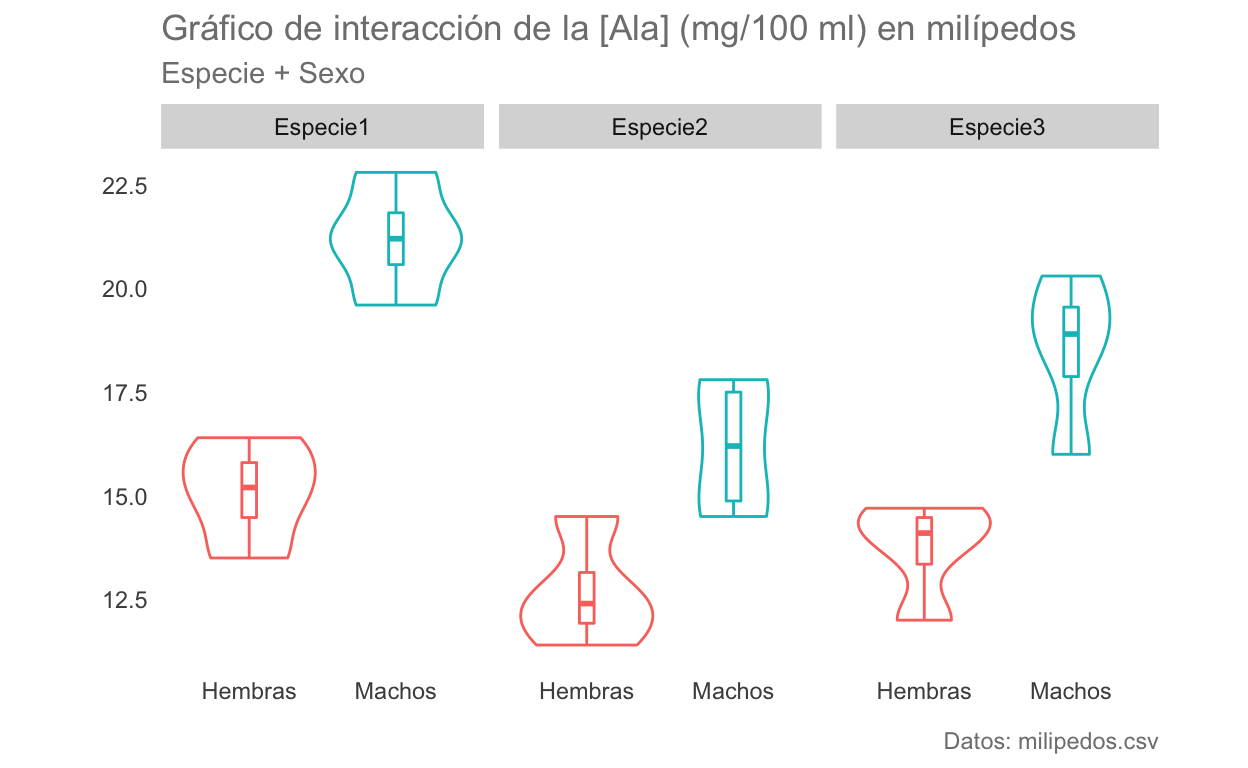 Gráfico de interacción de la [Ala] (mg/100 ml) en milípedos
Especie + Sexo
Especie1 Especie2 Especie3
22.5
20.0
17.5
15.0
12.5
Hembras Machos Hembras Machos Hembras Machos
Datos: milipedos.csv